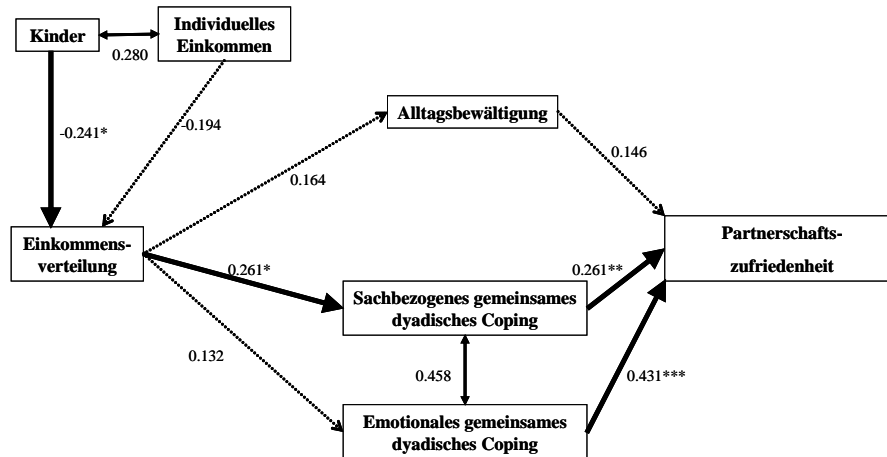 Individuelles
Einkommen
Kinder
0.280
-0.241*
-0.194
Alltagsbewältigung
0.146
0.164
Einkommens-
verteilung
Partnerschafts-
zufriedenheit
0.261*
0.261**
Sachbezogenes gemeinsames
dyadisches Coping
0.132
0.458
0.431***
Emotionales gemeinsames
dyadisches Coping